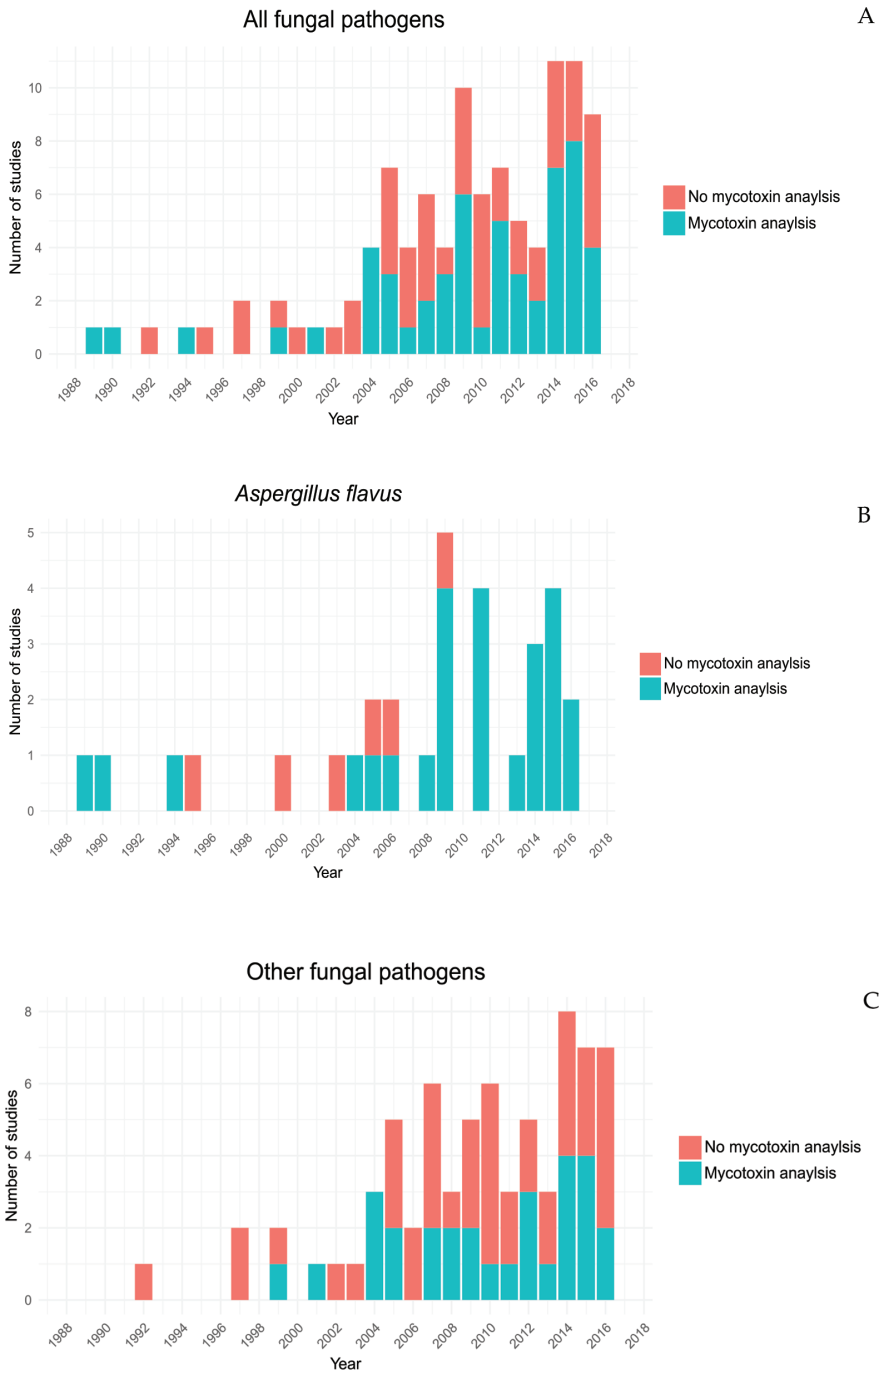 All fungal pathogens
A
Number of studies
10
8
6
4
2
0
1988 1990 1992 1994 1996 1998 2000 2002 2004 2006 2008 2010 2012 2014 2016 2018
Year
No mycotoxin anaylsis
Mycotoxin anaylsis
Aspergillus flavus
B
Number of studies
5
4
3
2
1
0
1988 1990 1992 1994 1996 1998 2000 2002 2004 2006 2008 2010 2012 2014 2016 2018
Year
No mycotoxin anaylsis
Mycotoxin anaylsis
Other fungal pathogens
C
Number of studies
8
6
4
2
0
1988 1990 1992 1994 1996 1998 2000 2002 2004 2006 2008 2010 2012 2014 2016 2018
Year
No mycotoxin anaylsis
Mycotoxin anaylsis